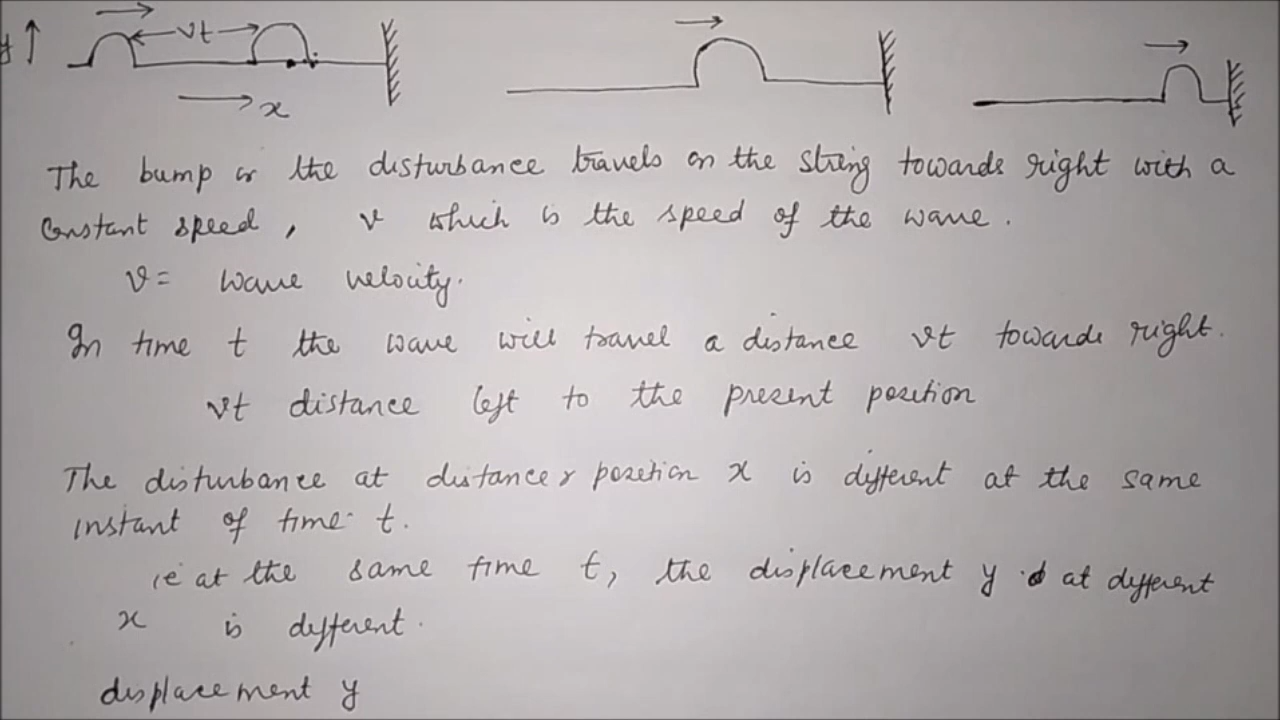 y
vt
x
The bump or the disturbance travels on the string towards right with a
Constant speed, v which is the speed of the wave.
v = wave velocity.
In time t the wave will travel a distance vt towards right.
vt distance left to the present position
The disturbance at distance r position x is different at the same
instant of time t.
ie at the same time t, the displacement y at different
x is different.
displacement y